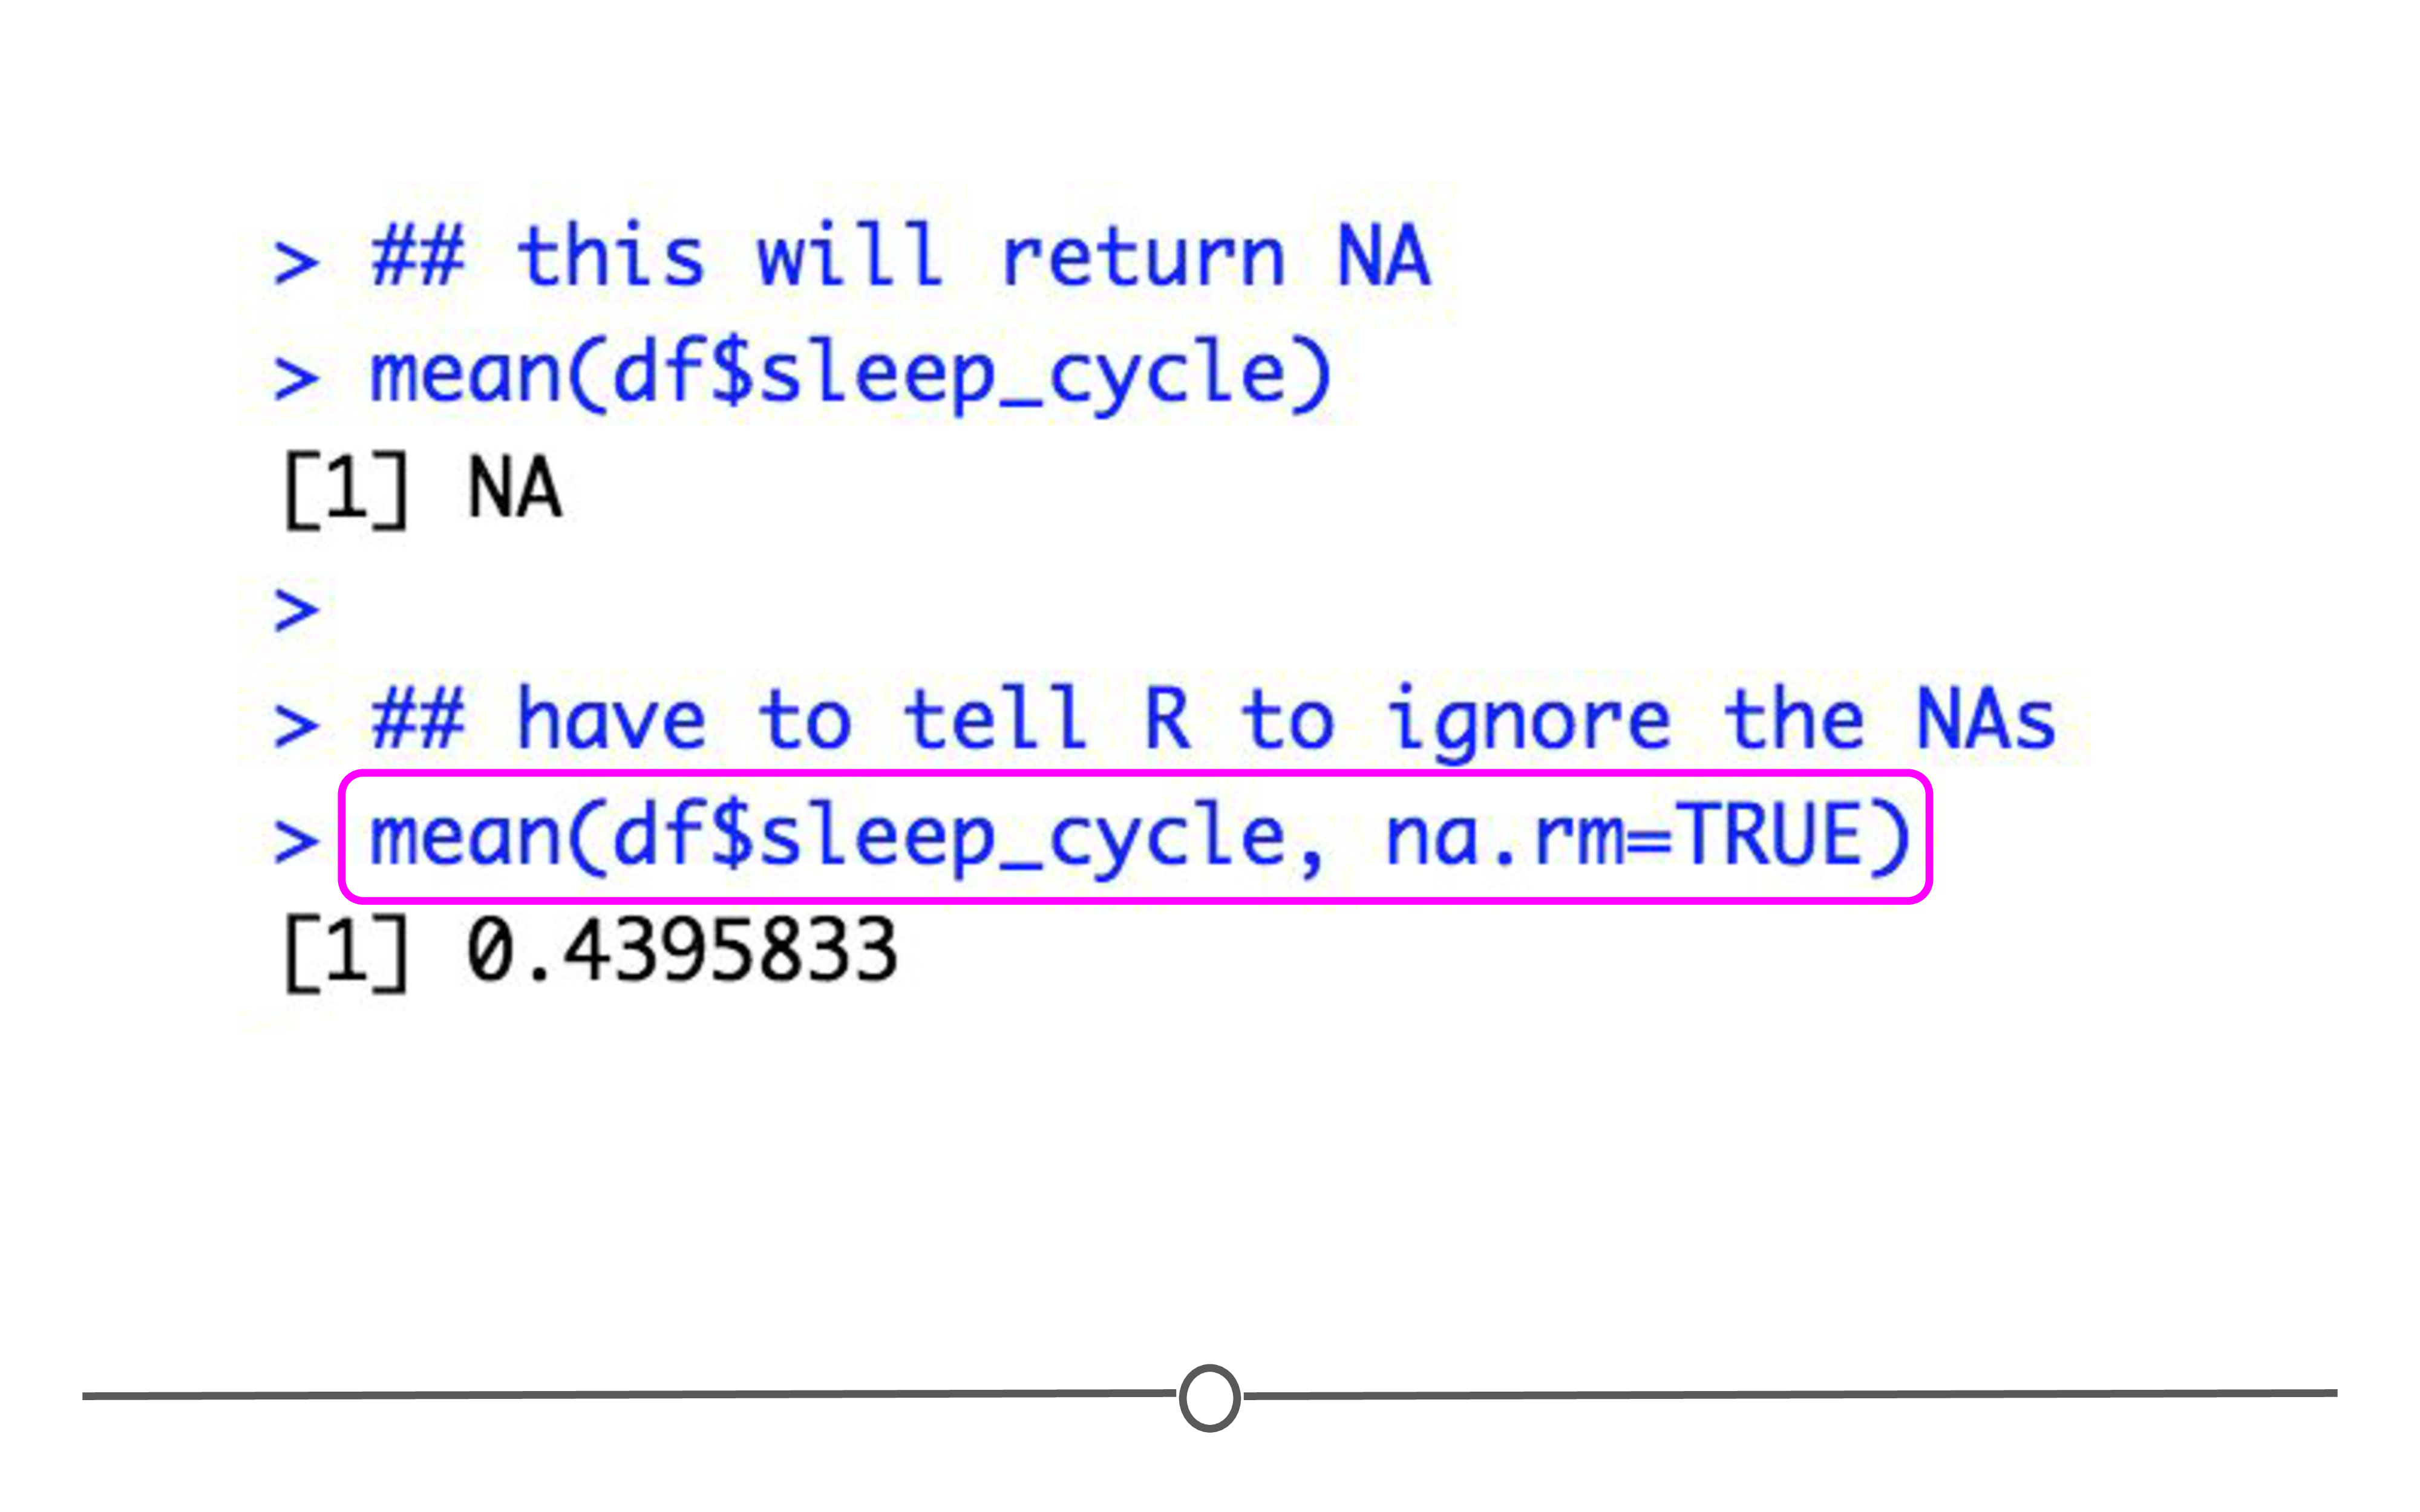 > ## this will return NA
> mean(df$sleep_cycle)
[1] NA
>
> ## have to tell R to ignore the NAs
> mean(df$sleep_cycle, na.rm=TRUE)
[1] 0.4395833